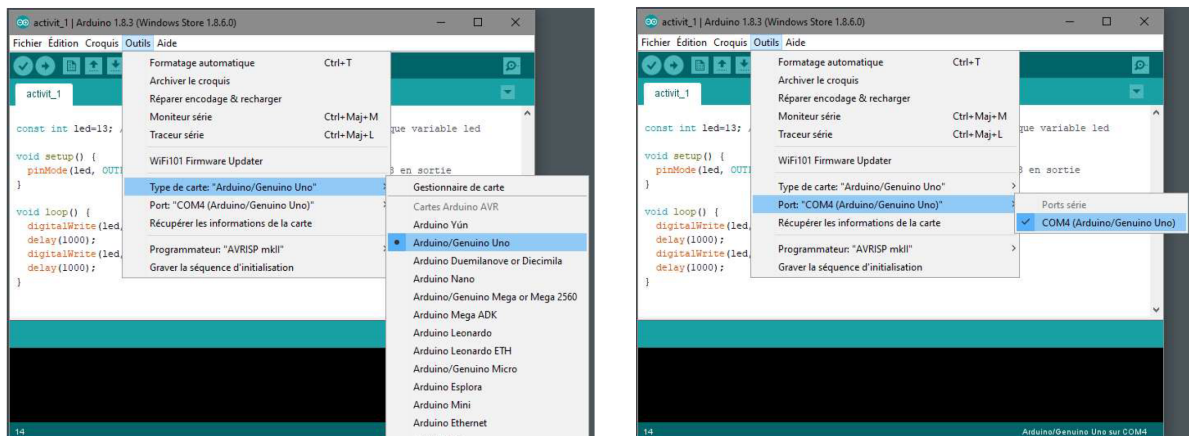 activit_1 | Arduino 1.8.3 (Windows Store 1.8.6.0)
Fichier Édition Croquis Outils Aide
activit_1
Formatage automatique Ctrl+T
Archiver le croquis
Réparer encodage & recharger
Moniteur série Ctrl+Maj+M
Traceur série Ctrl+Maj+L
WiFi101 Firmware Updater
Type de carte: "Arduino/Genuino Uno"
Port: "COM4 (Arduino/Genuino Uno)"
Récupérer les informations de la carte
Programmateur: "AVRISP mkII"
Graver la séquence d'initialisation
Gestionnaire de carte
Cartes Arduino AVR
Arduino Yún
Arduino/Genuino Uno
Arduino Duemilanove or Diecimila
Arduino Nano
Arduino/Genuino Mega or Mega 2560
Arduino Mega ADK
Arduino Leonardo
Arduino Leonardo ETH
Arduino/Genuino Micro
Arduino Esplora
Arduino Mini
Arduino Ethernet
const int led=13; / que variable led
void setup() {
pinMode(led, OUT en sortie
}
void loop() {
digitalWrite(led,
delay(1000);
digitalWrite(led,
delay(1000);
}
14
activit_1 | Arduino 1.8.3 (Windows Store 1.8.6.0)
Fichier Édition Croquis Outils Aide
activit_1
Formatage automatique Ctrl+T
Archiver le croquis
Réparer encodage & recharger
Moniteur série Ctrl+Maj+M
Traceur série Ctrl+Maj+L
WiFi101 Firmware Updater
Type de carte: "Arduino/Genuino Uno"
Port: "COM4 (Arduino/Genuino Uno)"
Récupérer les informations de la carte
Programmateur: "AVRISP mkII"
Graver la séquence d'initialisation
Ports série
COM4 (Arduino/Genuino Uno)
const int led=13; / que variable led
void setup() {
pinMode(led, OUT en sortie
}
void loop() {
digitalWrite(led,
delay(1000);
digitalWrite(led,
delay(1000);
}
14 Arduino/Genuino Uno sur COM4